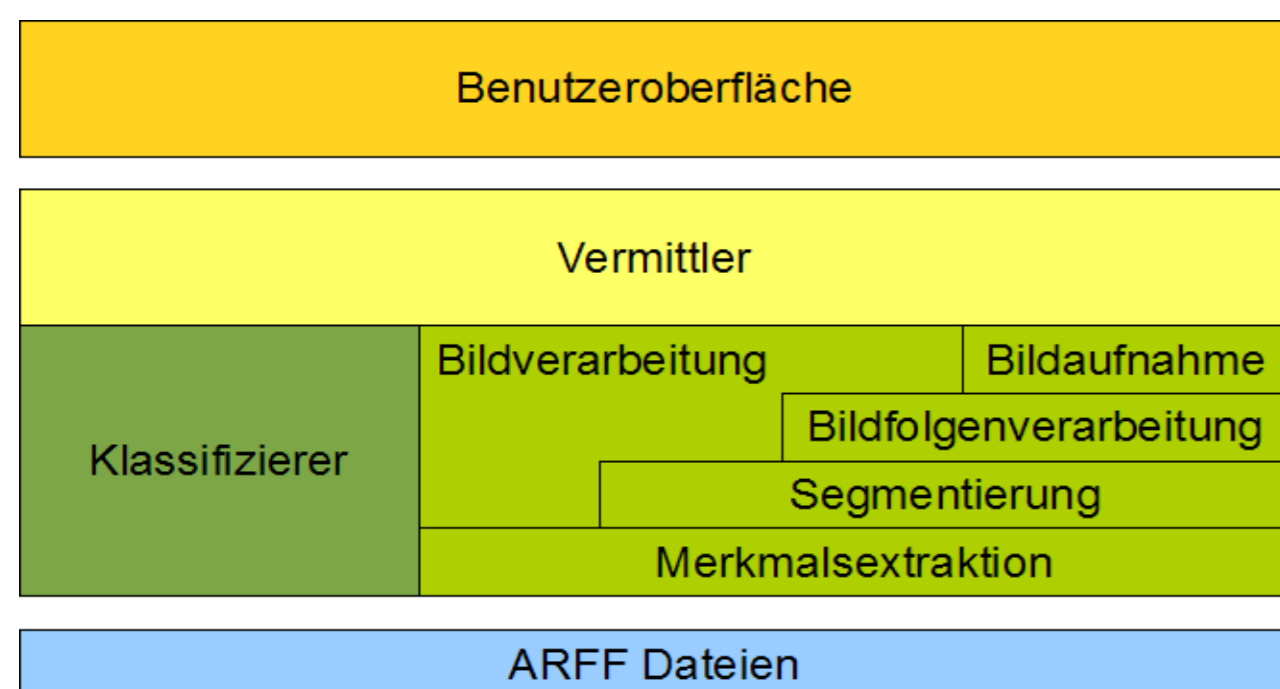 Benutzeroberfläche
Vermittler
Klassifizierer
Bildverarbeitung
Bildaufnahme
Bildfolgenverarbeitung
Segmentierung
Merkmalsextraktion
ARFF Dateien